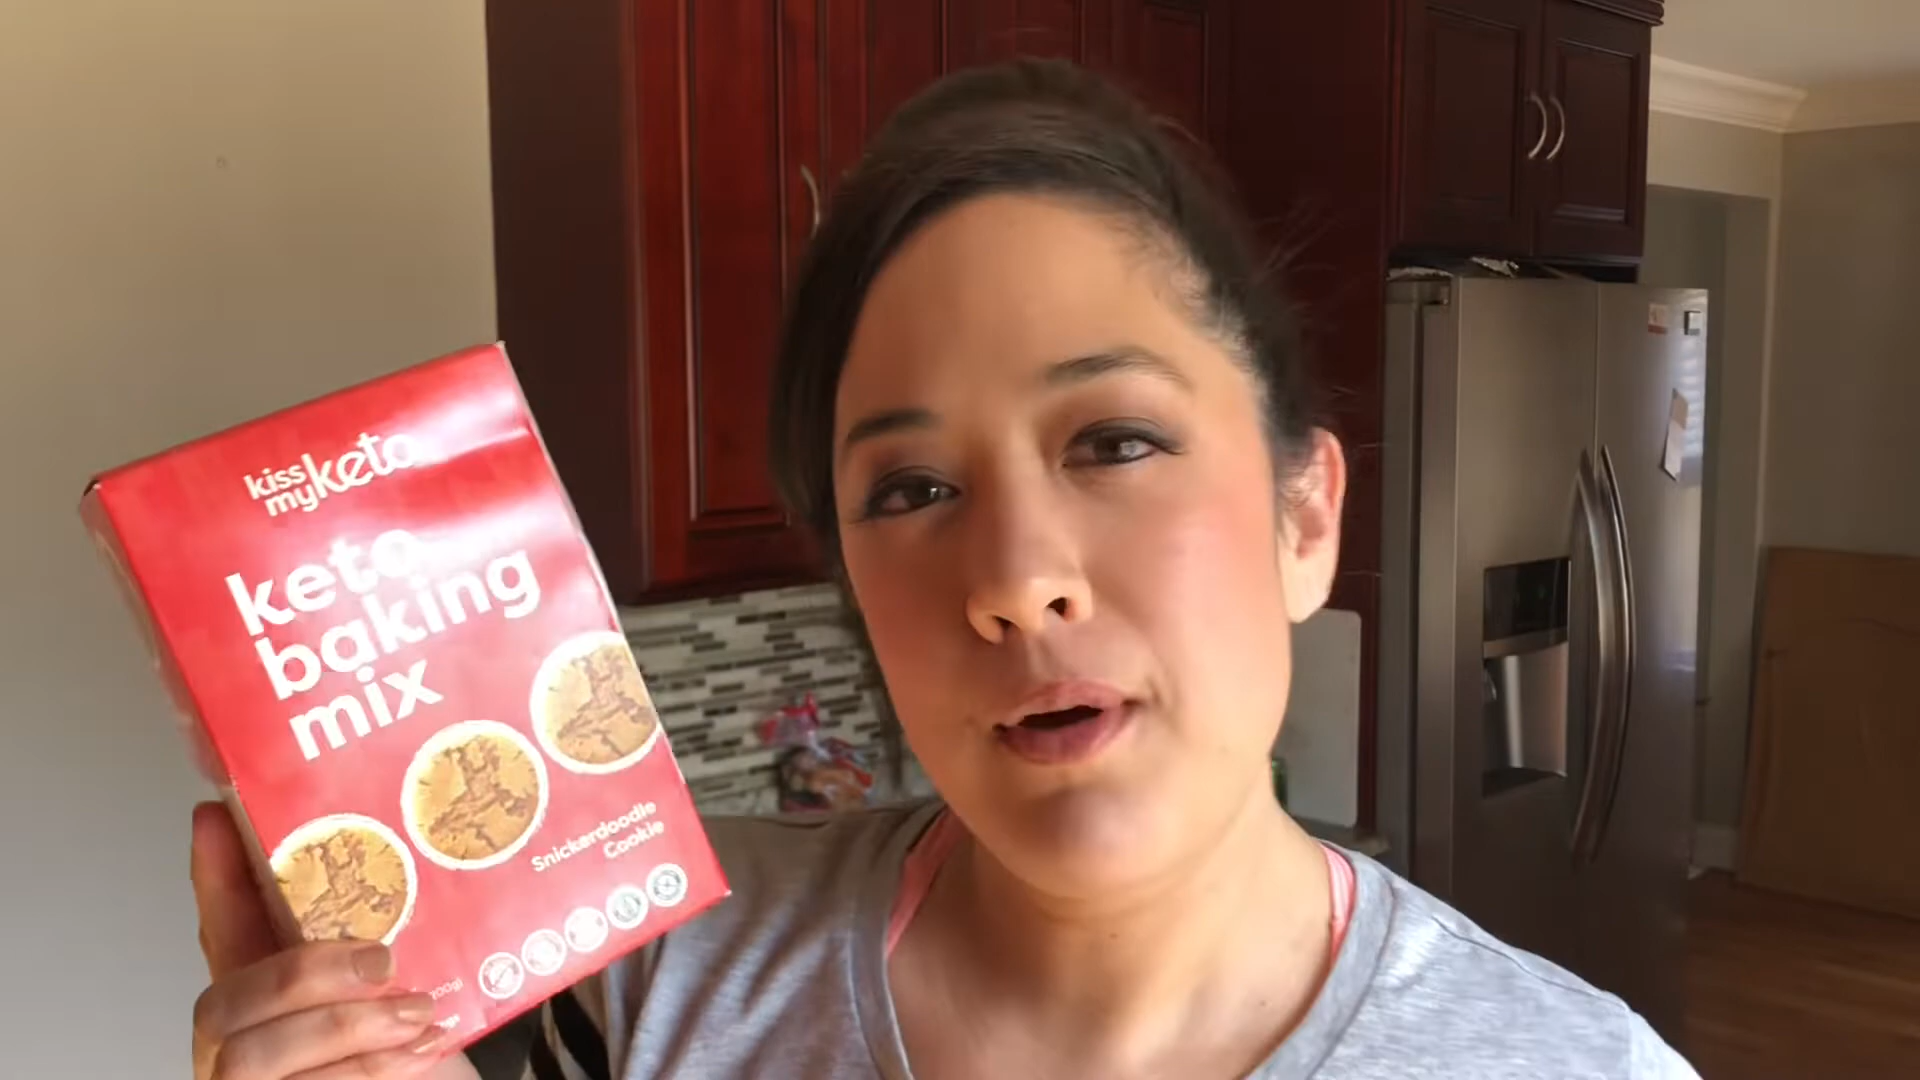 kiss
my keto
keto
baking
mix
Snickerdoodle
Cookie